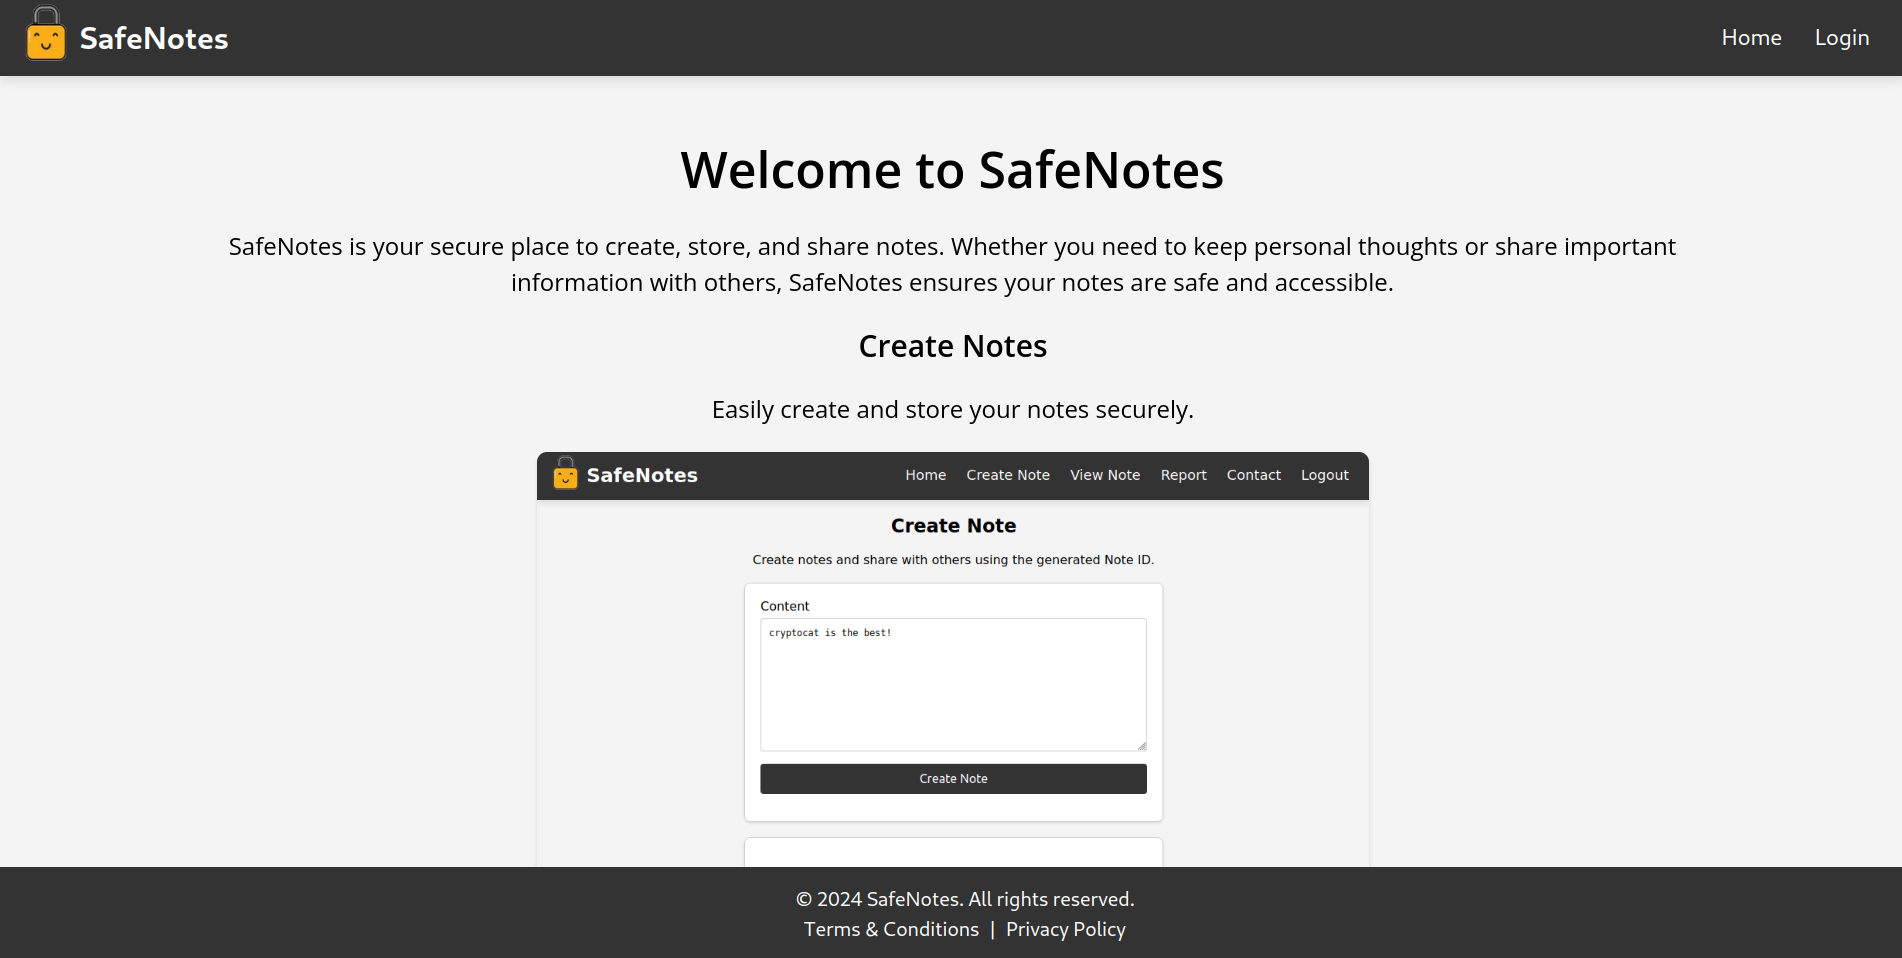 SafeNotes
Home Login
Welcome to SafeNotes
SafeNotes is your secure place to create, store, and share notes. Whether you need to keep personal thoughts or share important
information with others, SafeNotes ensures your notes are safe and accessible.
Create Notes
Easily create and store your notes securely.
SafeNotes
Home Create Note View Note Report Contact Logout
Create Note
Create notes and share with others using the generated Note ID.
Content
cryptocat is the best!
Create Note
© 2024 SafeNotes. All rights reserved.
Terms & Conditions | Privacy Policy